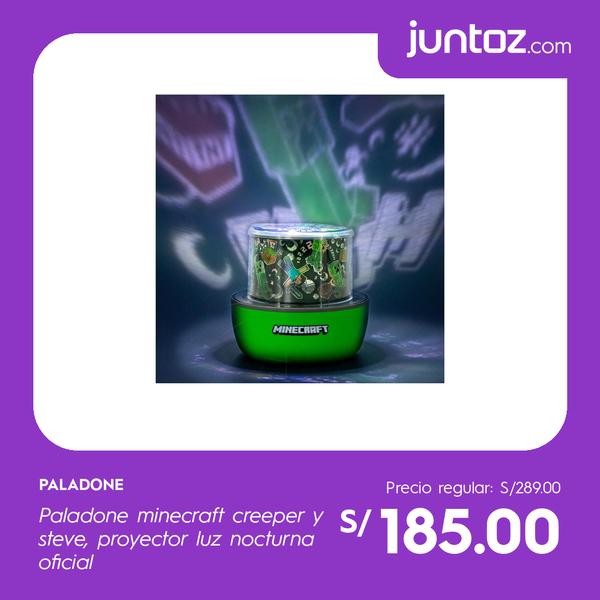 juntoz.com
MINECRAFT
PALADONE
Paladone minecraft creeper y
steve, proyector luz nocturna
oficial
Precio regular: S/289.00
S/185.00